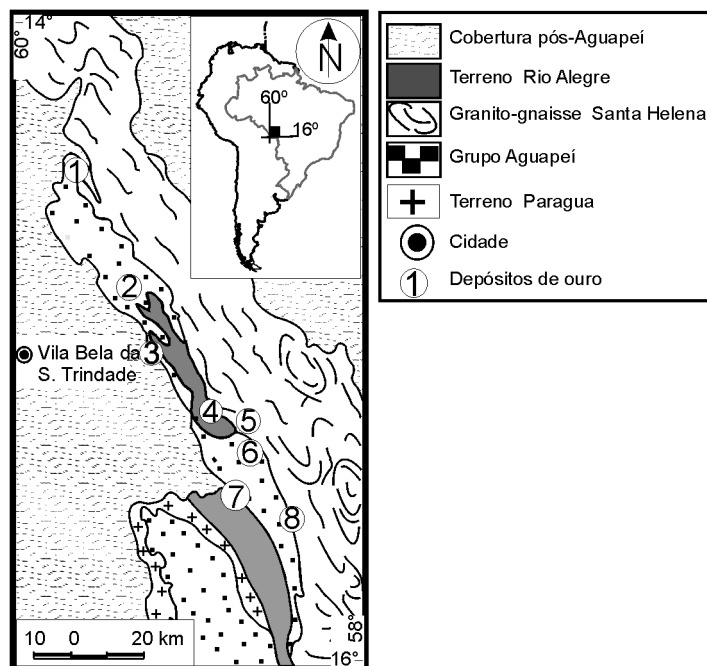 14°
60°
N
60°
16°
1
2
3
Vila Bela da
S. Trindade
4
5
6
7
8
10 0 20 km
58°
16°
Cobertura pós-Aguapeí
Terreno Rio Alegre
Granito-gnaisse Santa Helena
Grupo Aguapeí
Terreno Paragua
Cidade
1 Depósitos de ouro